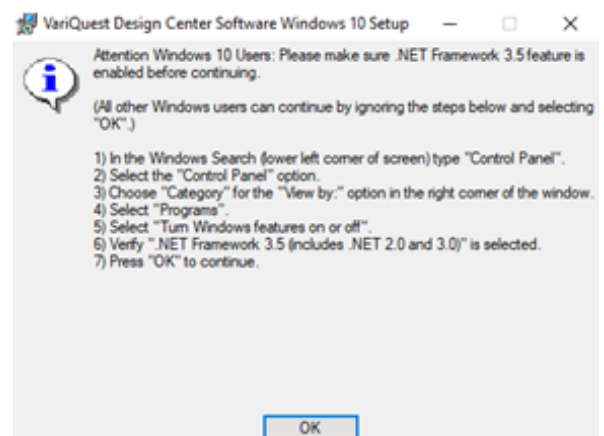 VariQuest Design Center Software Windows 10 Setup
Attention Windows 10 Users: Please make sure .NET Framework 3.5 feature is
enabled before continuing.
(All other Windows users can continue by ignoring the steps below and selecting
"OK".)
1) In the Windows Search (lower left corner of screen) type "Control Panel".
2) Select the "Control Panel" option.
3) Choose "Category" for the "View by:" option in the right corner of the window.
4) Select "Programs".
5) Select "Turn Windows features on or off".
6) Verify ".NET Framework 3.5 (includes .NET 2.0 and 3.0)" is selected.
7) Press "OK" to continue.
OK